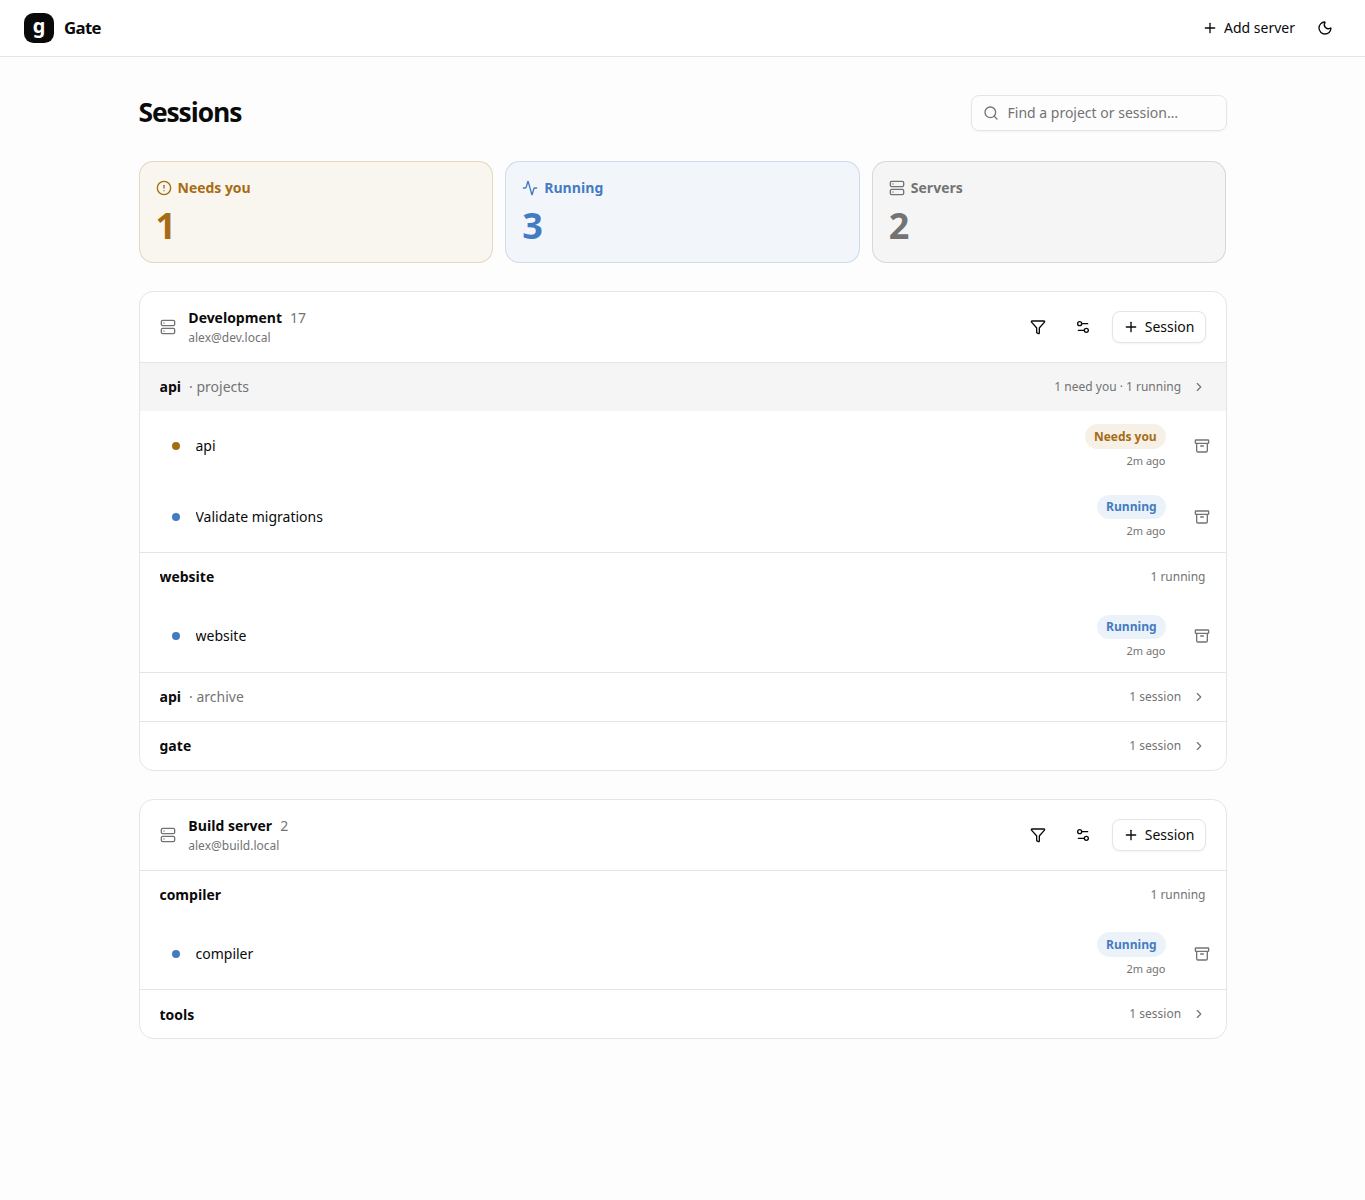 g Gate
+ Add server
Sessions
Find a project or session...
Needs you
1
Running
3
Servers
2
Development 17
alex@dev.local
+ Session
api · projects
1 need you · 1 running
api
Needs you
2m ago
Validate migrations
Running
2m ago
website
1 running
website
Running
2m ago
api · archive
1 session
gate
1 session
Build server 2
alex@build.local
+ Session
compiler
1 running
compiler
Running
2m ago
tools
1 session